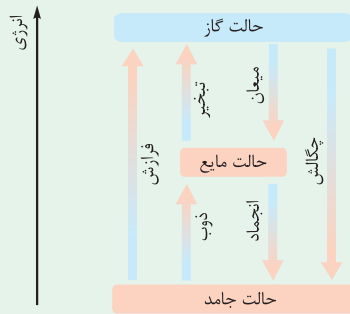 انرژی
حالت گاز
میعان
تبخیر
چگالش
فرازش
حالت مایع
انجماد
ذوب
حالت جامد